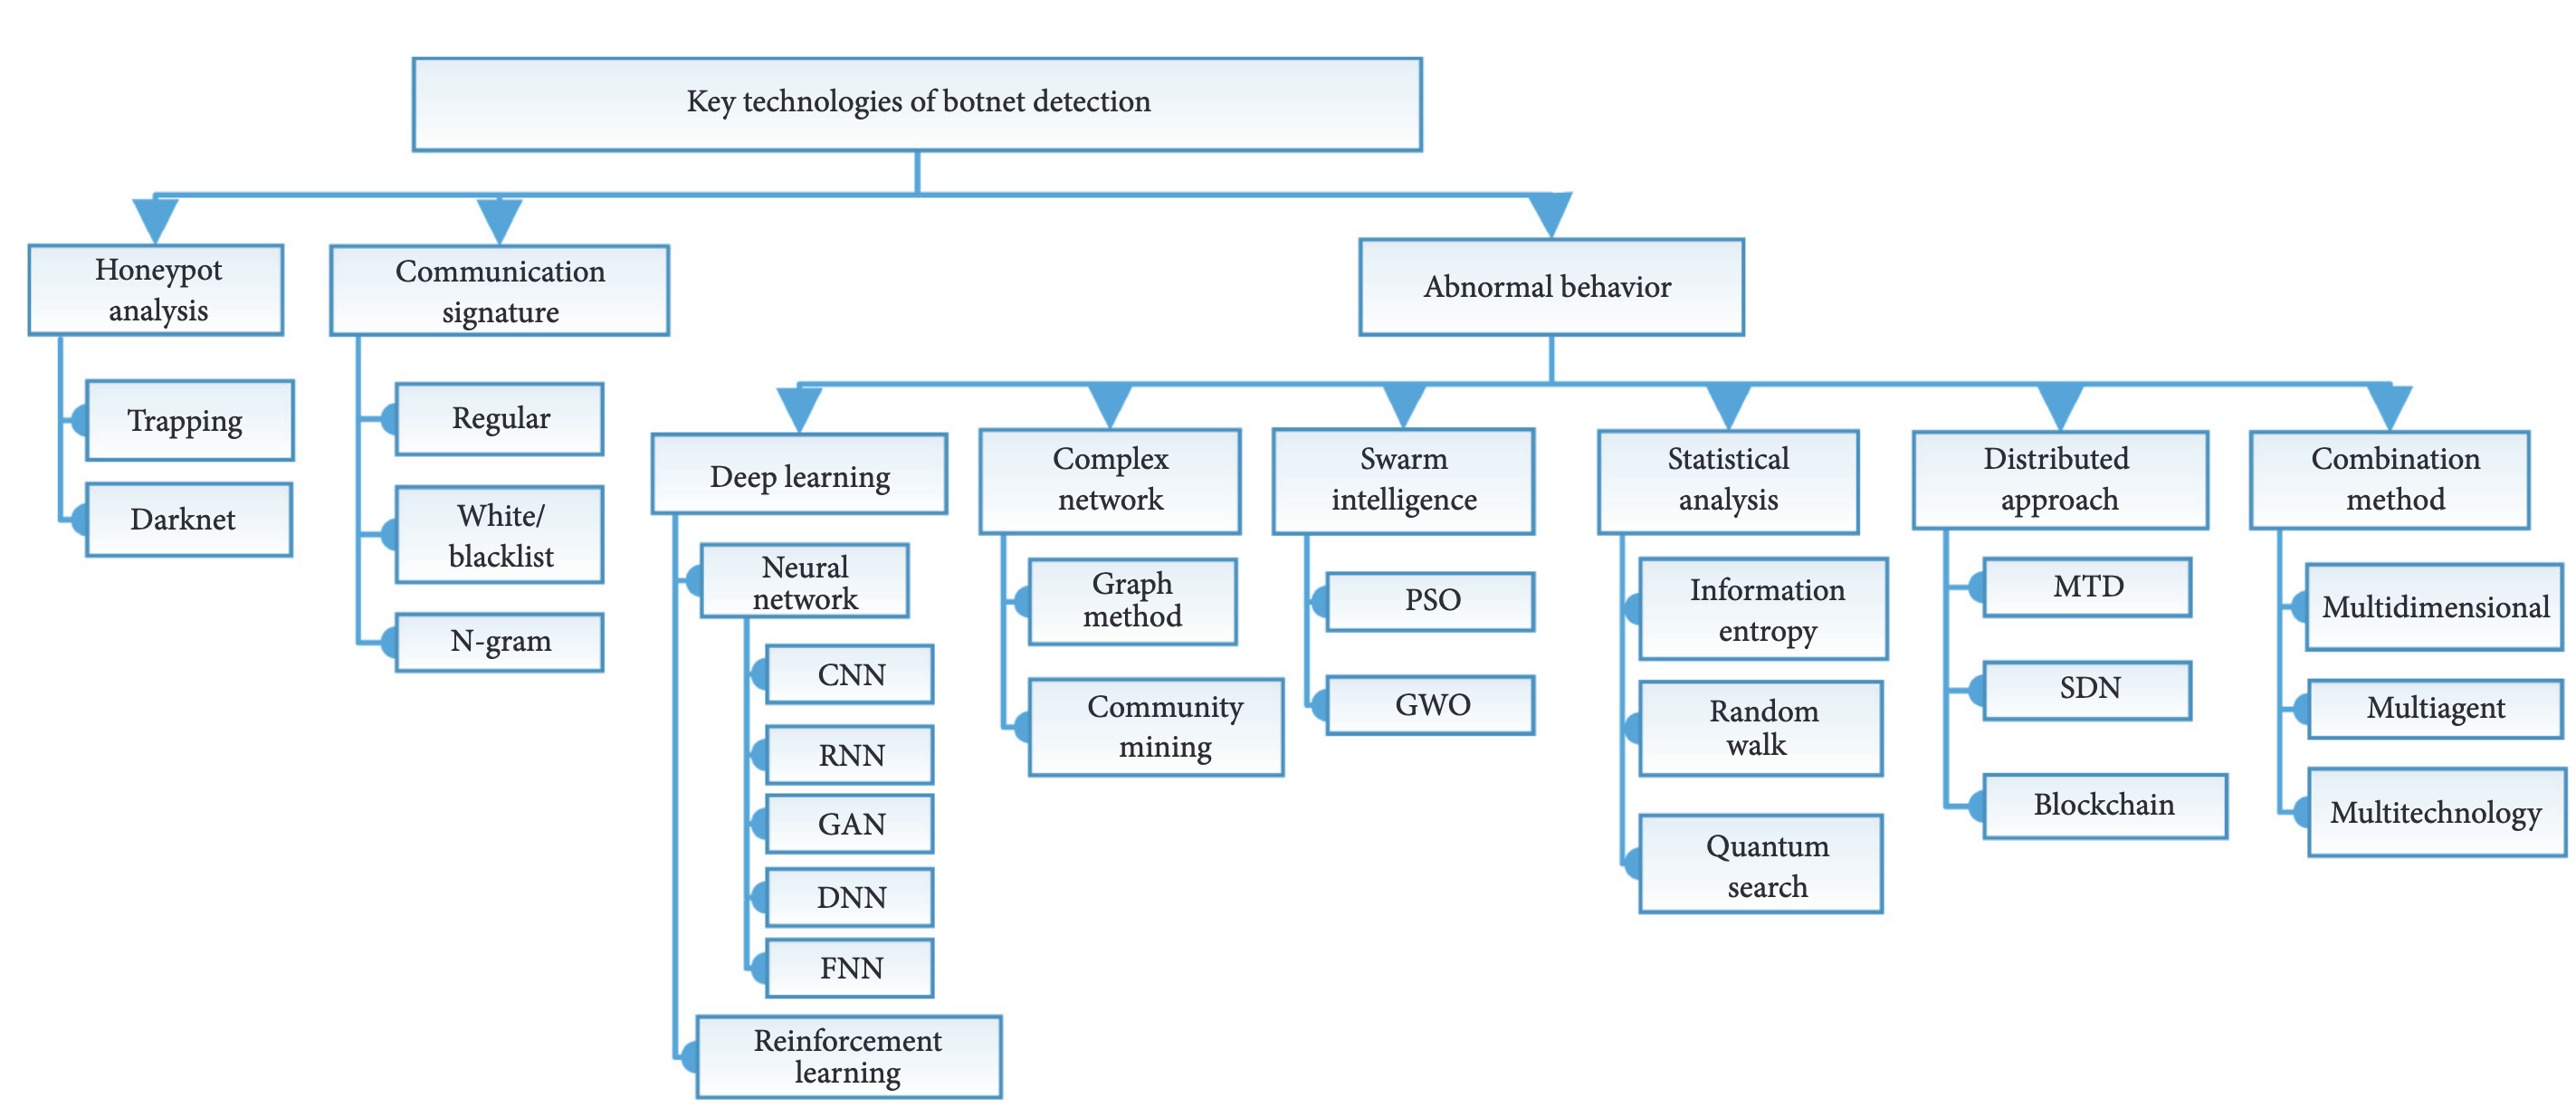 Key technologies of botnet detection
Honeypot
analysis
Trapping
Darknet
Communication
signature
Regular
White/
blacklist
N-gram
Abnormal behavior
Deep learning
Neural
network
CNN
RNN
GAN
DNN
FNN
Reinforcement
learning
Complex
network
Graph
method
Community
mining
Swarm
intelligence
PSO
GWO
Statistical
analysis
Information
entropy
Random
walk
Quantum
search
Distributed
approach
MTD
SDN
Blockchain
Combination
method
Multidimensional
Multiagent
Multitechnology